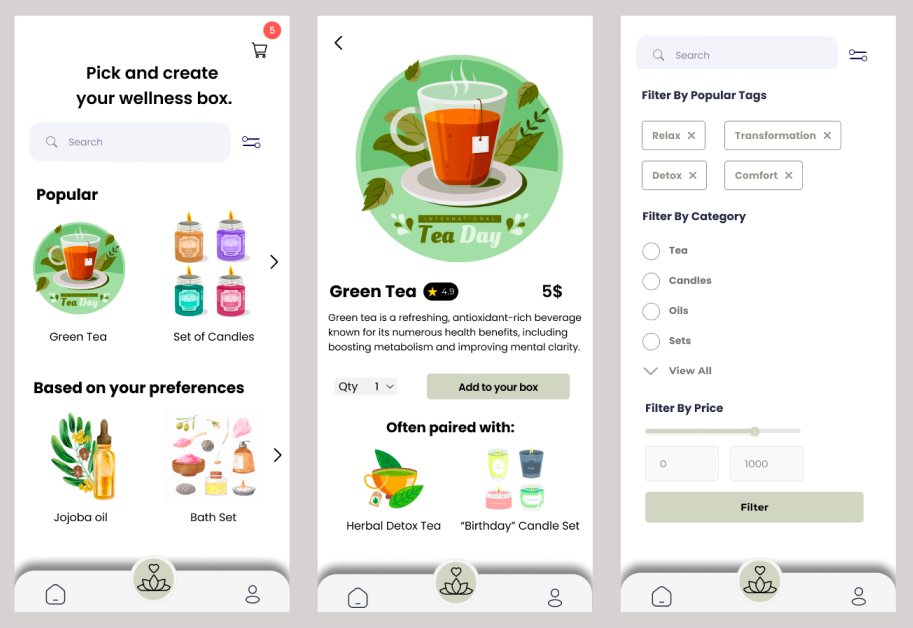 5
Pick and create
your wellness box.
Search
Popular
INTERNATIONAL
Tea Day
Green Tea
Set of Candles
Based on your preferences
Jojoba oil
Bath Set
INTERNATIONAL
Tea Day
Green Tea
4.9
5$
Green tea is a refreshing, antioxidant-rich beverage
known for its numerous health benefits, including
boosting metabolism and improving mental clarity.
Qty 1
Add to your box
Often paired with:
Herbal Detox Tea
“Birthday” Candle Set
Search
Filter By Popular Tags
Relax
Transformation
Detox
Comfort
Filter By Category
Tea
Candles
Oils
Sets
View All
Filter By Price
0
1000
Filter